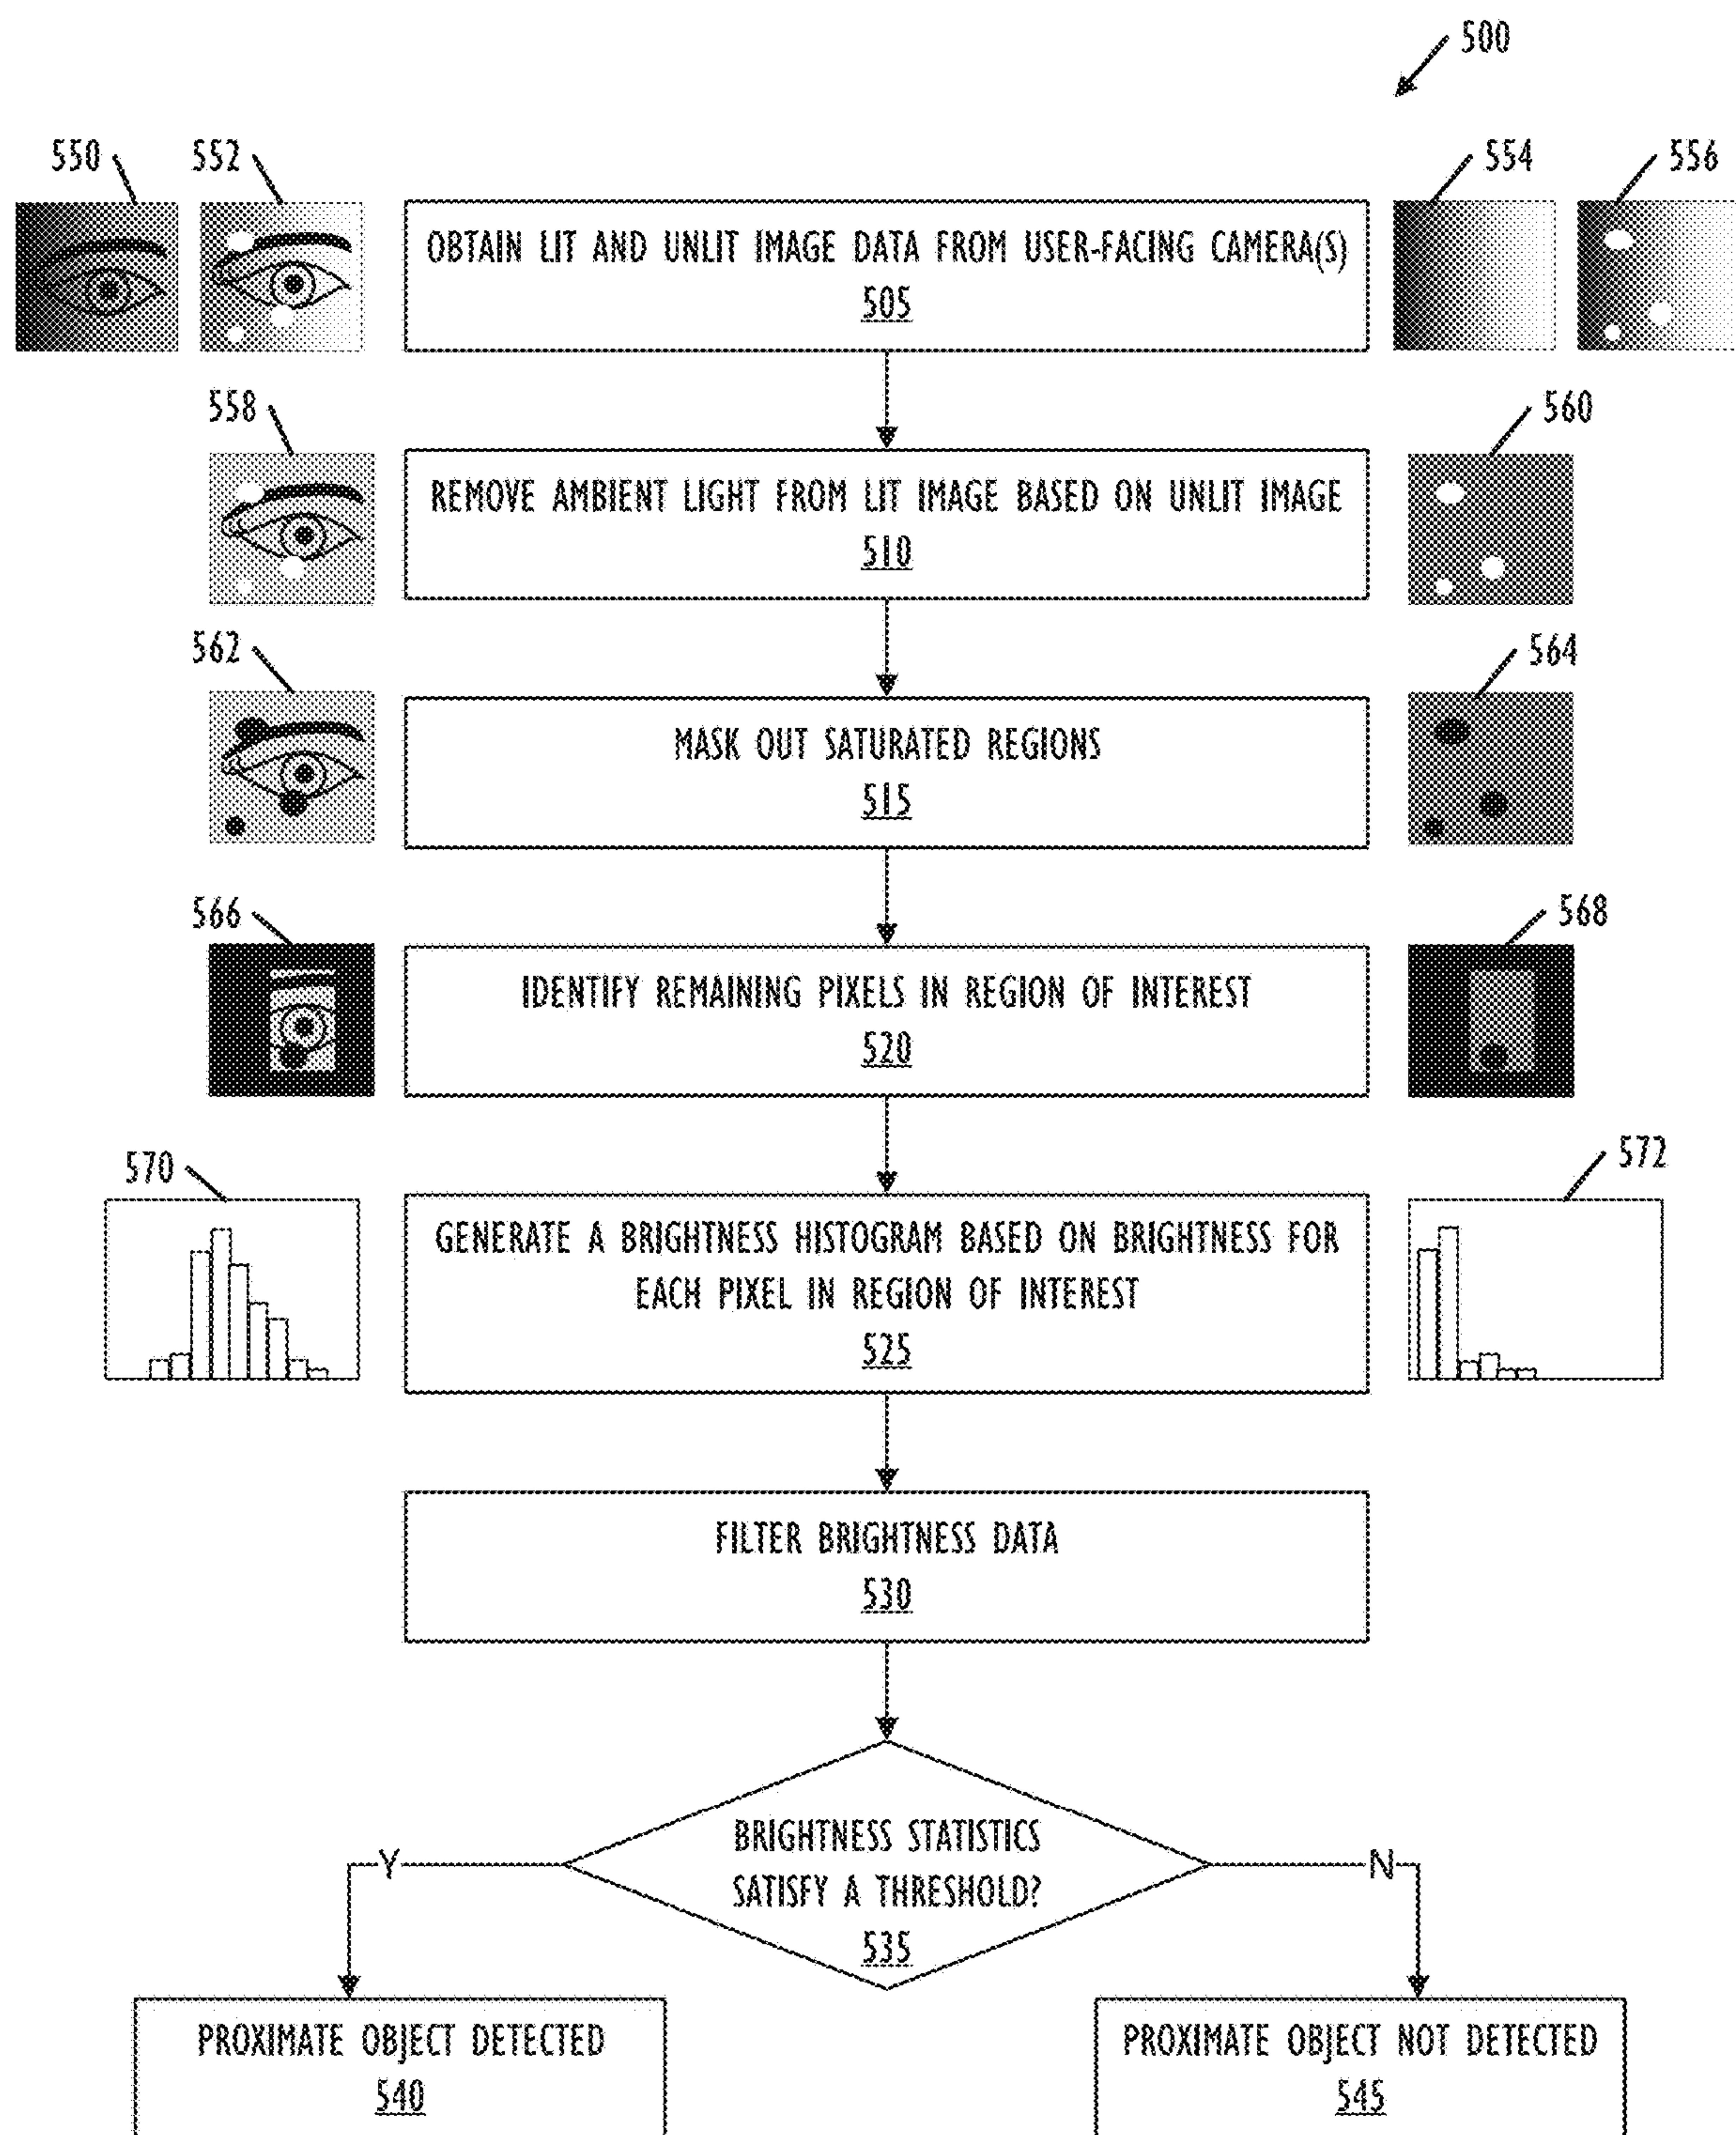 500
550
552
554
556
OBTAIN LIT AND UNLIT IMAGE DATA FROM USER-FACING CAMERA(S)
505
558
560
REMOVE AMBIENT LIGHT FROM LIT IMAGE BASED ON UNLIT IMAGE
510
562
564
MASK OUT SATURATED REGIONS
515
566
568
IDENTIFY REMAINING PIXELS IN REGION OF INTEREST
520
570
572
GENERATE A BRIGHTNESS HISTOGRAM BASED ON BRIGHTNESS FOR
EACH PIXEL IN REGION OF INTEREST
525
FILTER BRIGHTNESS DATA
530
BRIGHTNESS STATISTICS
SATISFY A THRESHOLD?
535
Y
N
PROXIMATE OBJECT DETECTED
540
PROXIMATE OBJECT NOT DETECTED
545